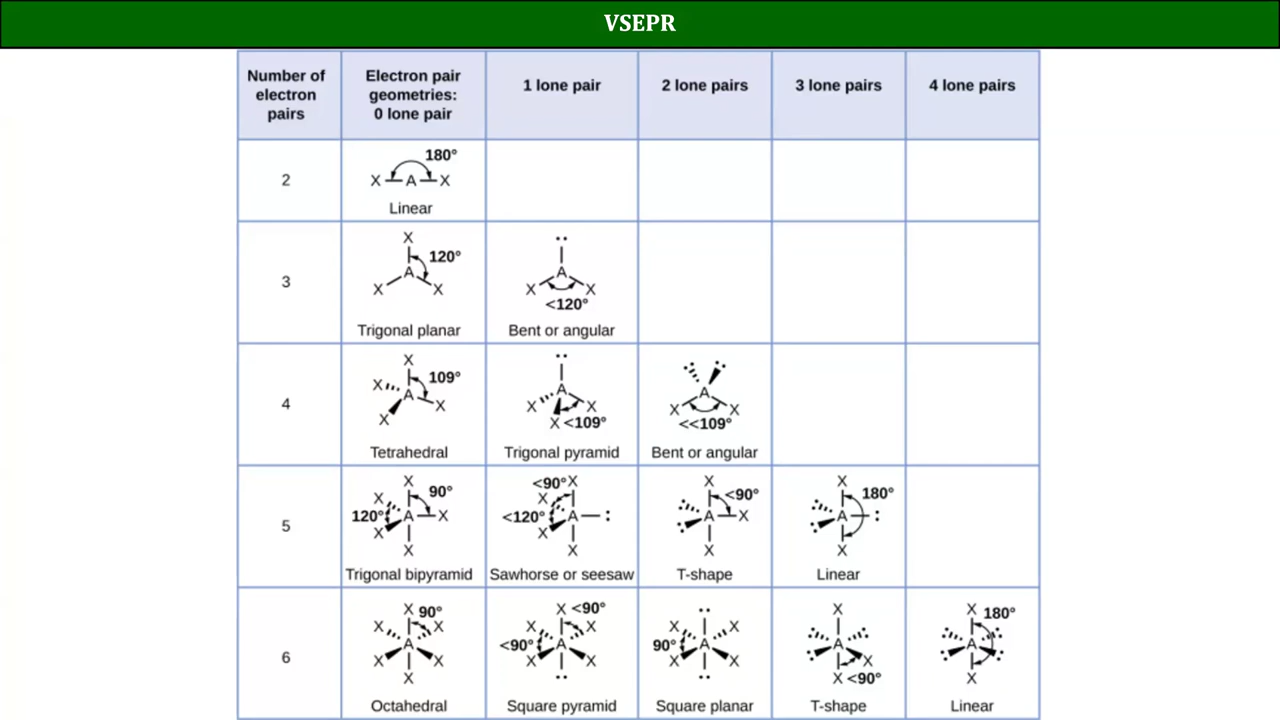 VSEPR
Number of
electron
pairs
Electron pair
geometries:
0 lone pair
1 lone pair
2 lone pairs
3 lone pairs
4 lone pairs
2
180°
X A X
Linear
3
X
120°
A
X X
Trigonal planar
A
X X
<120°
Bent or angular
4
X
109°
X
A
X
X
Tetrahedral
A
X X
X <109°
Trigonal pyramid
A
X X
<<109°
Bent or angular
5
X
90°
X
120° A X
X
X
Trigonal bipyramid
<90° X
X
<120° A
X
X
Sawhorse or seesaw
X
<90°
A X
X
T-shape
X
180°
A
X
Linear
6
X 90°
X X
A
X X
X
Octahedral
X <90°
X X
<90° A
X X
Square pyramid
X X
90° A
X X
Square planar
X
A
X
X <90°
T-shape
X 180°
A
X
Linear